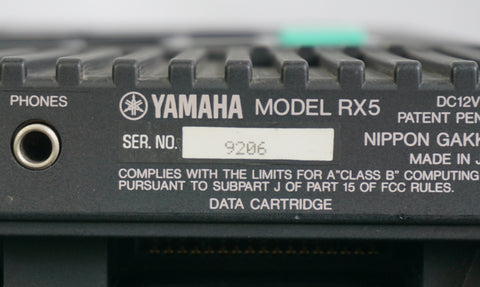 PHONES
YAMAHA MODEL RX5
DC12V
PATENT PEN
SER. NO. 9206
NIPPON GAKK
MADE IN J
COMPLIES WITH THE LIMITS FOR A"CLASS B" COMPUTING
PURSUANT TO SUBPART J OF PART 15 OF FCC RULES.
DATA CARTRIDGE